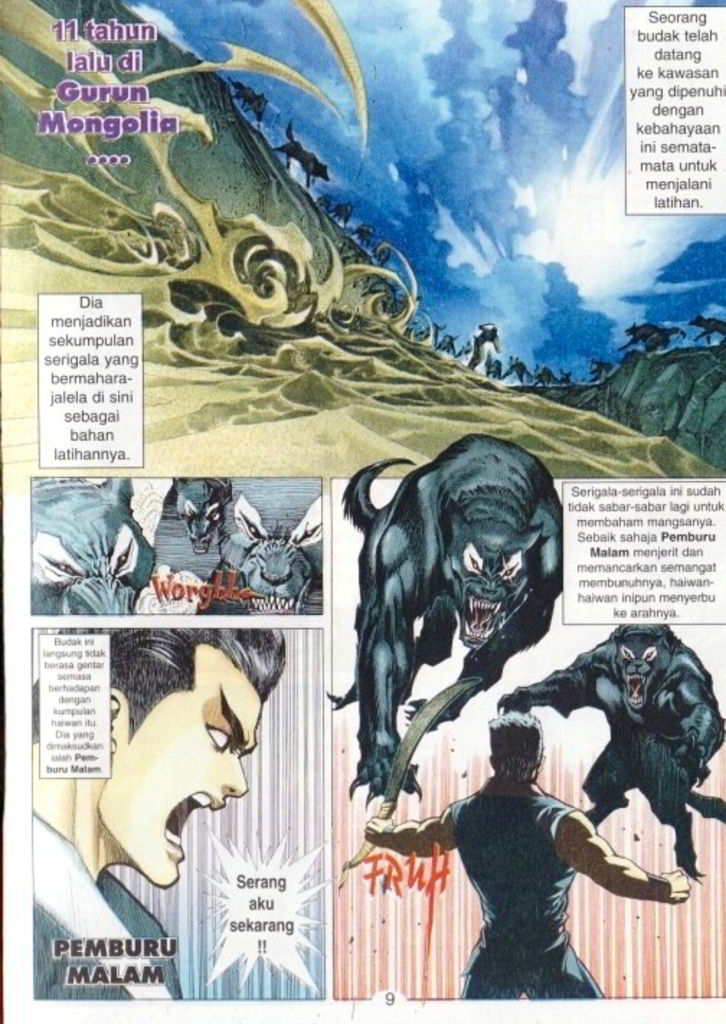 11 tahun
lalu di
Gurun
Mongolia
....
Seorang
budak telah
datang
ke kawasan
yang dipenuhi
dengan
kebahayaan
ini semata-
mata untuk
menjalani
latihan.
Dia
menjadikan
sekumpulan
serigala yang
bermahara-
jalela di sini
sebagai
bahan
latihannya.
Worghh...
Serigala-serigala ini sudah
tidak sabar-sabar lagi untuk
membaham mangsanya.
Sebaik sahaja Pemburu
Malam menjerit dan
memancarkan semangat
membunuhnya, haiwan-
haiwan inipun menyerbu
ke arahnya.
Budak ini
langsung tidak
berasa gentar
semasa
berhadapan
dengan
kumpulan
haiwan itu.
Dia yang
dimaksudkan
ialah Pem-
buru Malam.
Serang
aku
sekarang
!!
PEMBURU
MALAM
FRUH
9